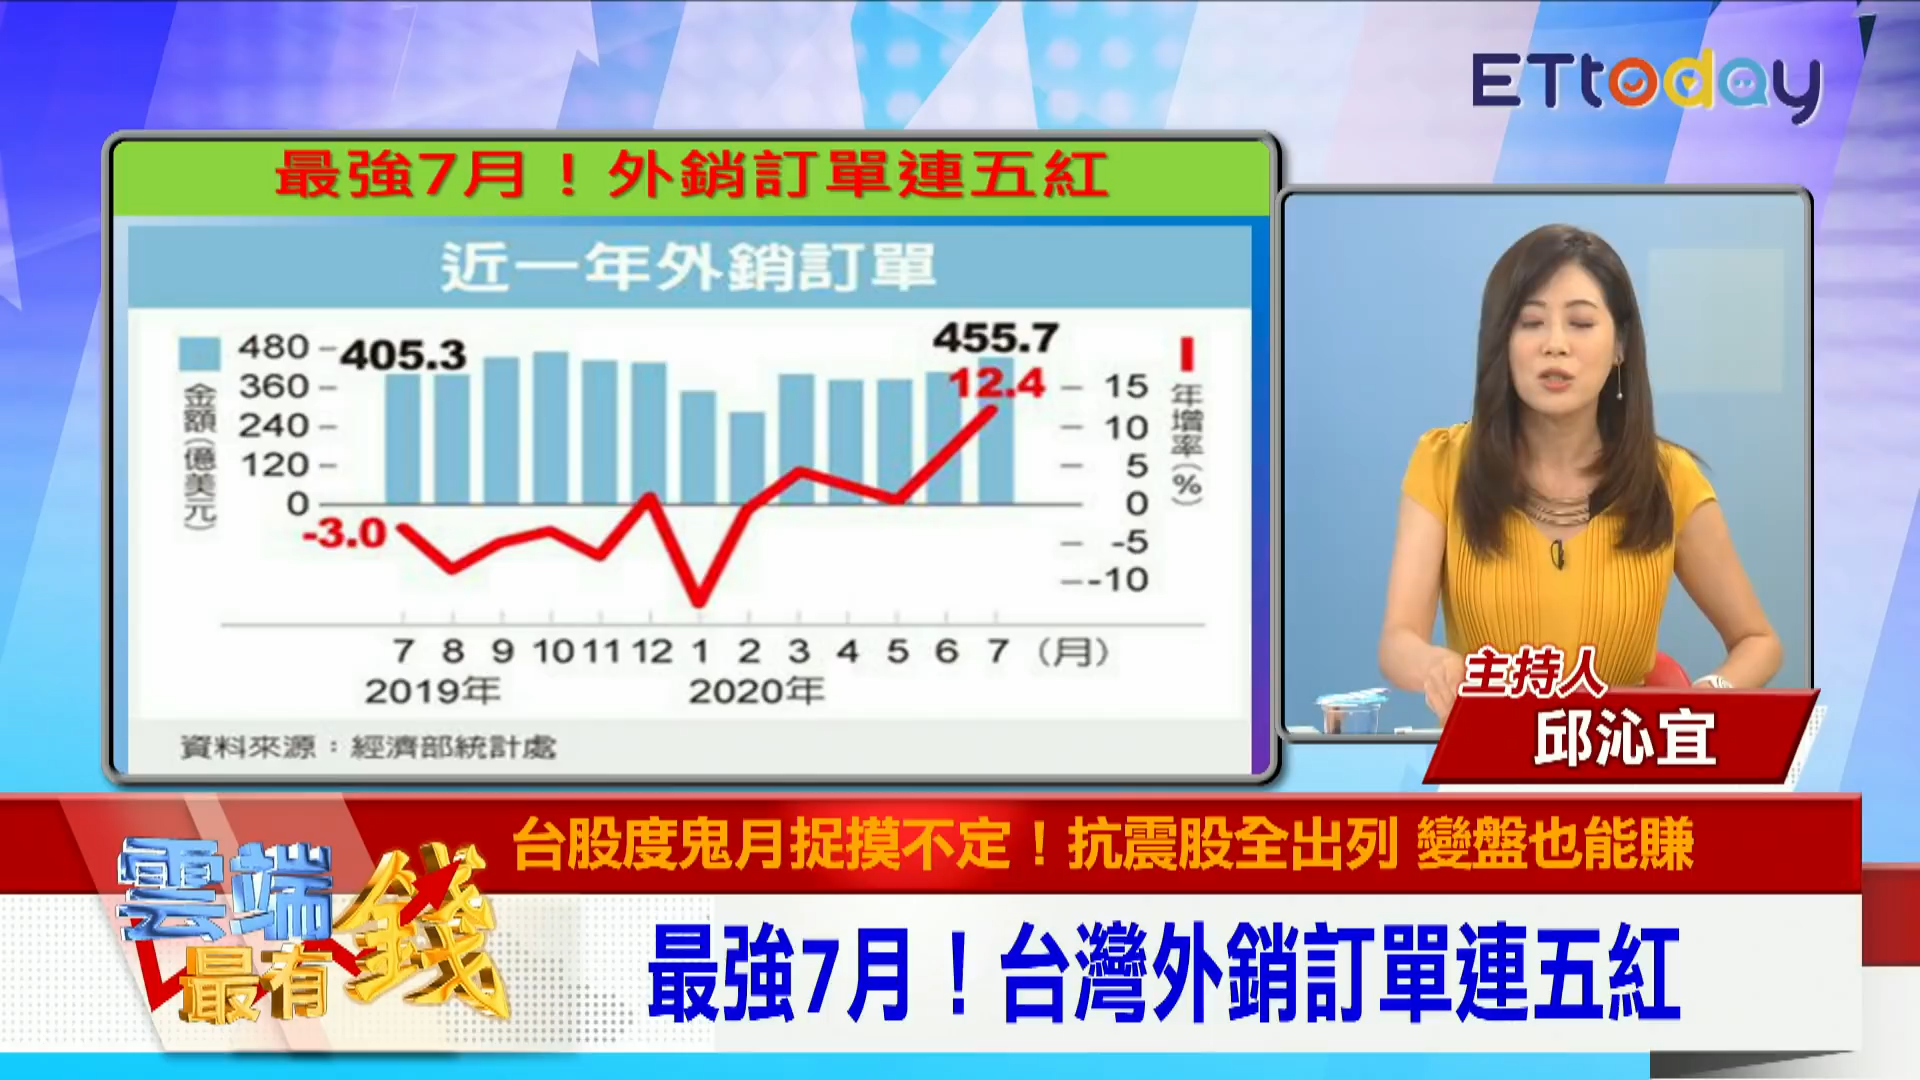 ETtoday
最強7月！外銷訂單連五紅
近一年外銷訂單
金額(億美元)
480
360
240
120
0
405.3
455.7
-3.0
12.4
15
10
5
0
-5
-10
年增率(%)
7 8 9 10 11 12 1 2 3 4 5 6 7 (月)
2019年 2020年
資料來源：經濟部統計處
主持人
邱沁宜
雲端最有錢
台股度鬼月捉摸不定！抗震股全出列 變盤也能賺
最強7月！台灣外銷訂單連五紅